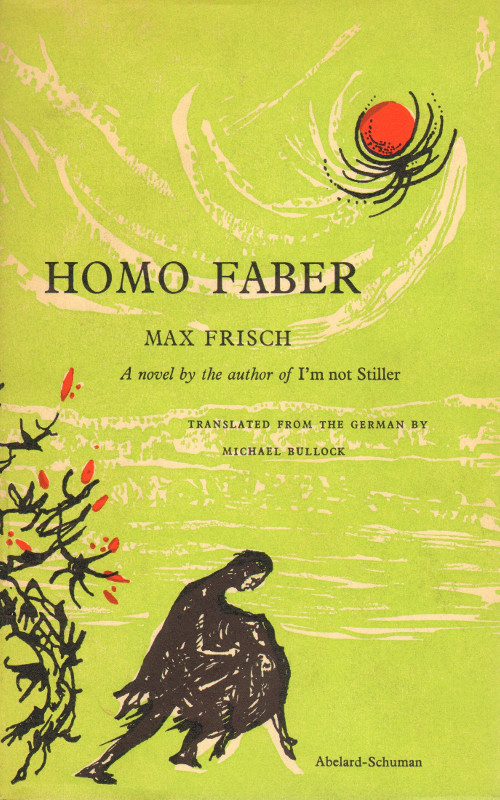 HOMO FABER
MAX FRISCH
A novel by the author of I'm not Stiller
TRANSLATED FROM THE GERMAN BY
MICHAEL BULLOCK
Abelard-Schuman